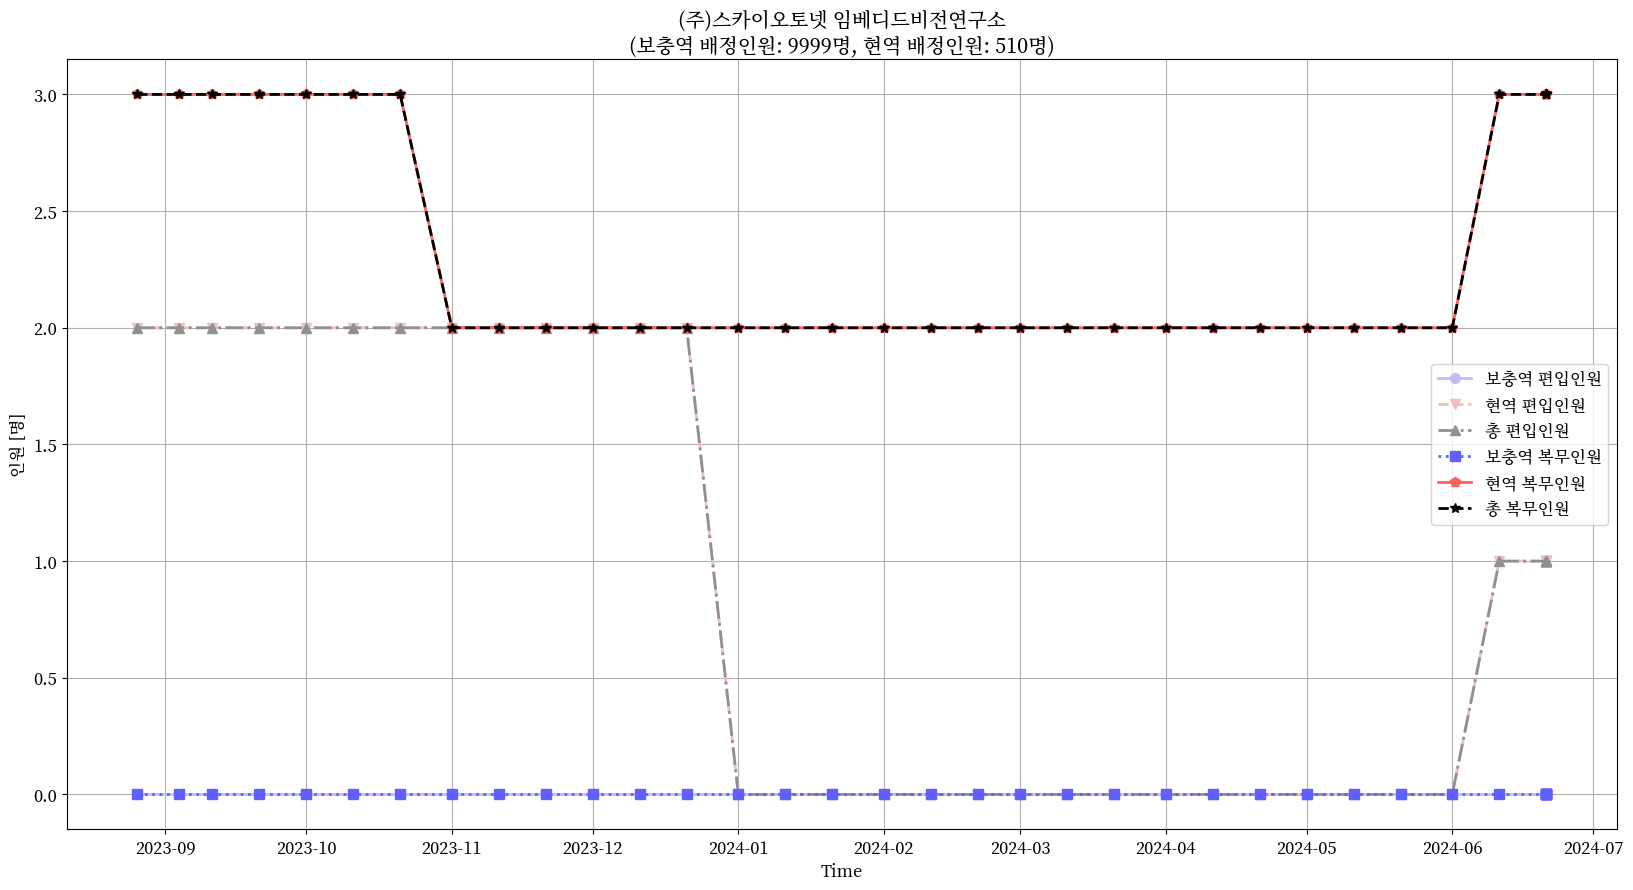 (주)스카이오토넷 임베디드비전연구소
(보충역 배정인원: 9999명, 현역 배정인원: 510명)
인원 [명]
3.0
2.5
2.0
1.5
1.0
0.5
0.0
보충역 편입인원
현역 편입인원
총 편입인원
보충역 복무인원
현역 복무인원
총 복무인원
2023-09 2023-10 2023-11 2023-12 2024-01 2024-02 2024-03 2024-04 2024-05 2024-06 2024-07
Time